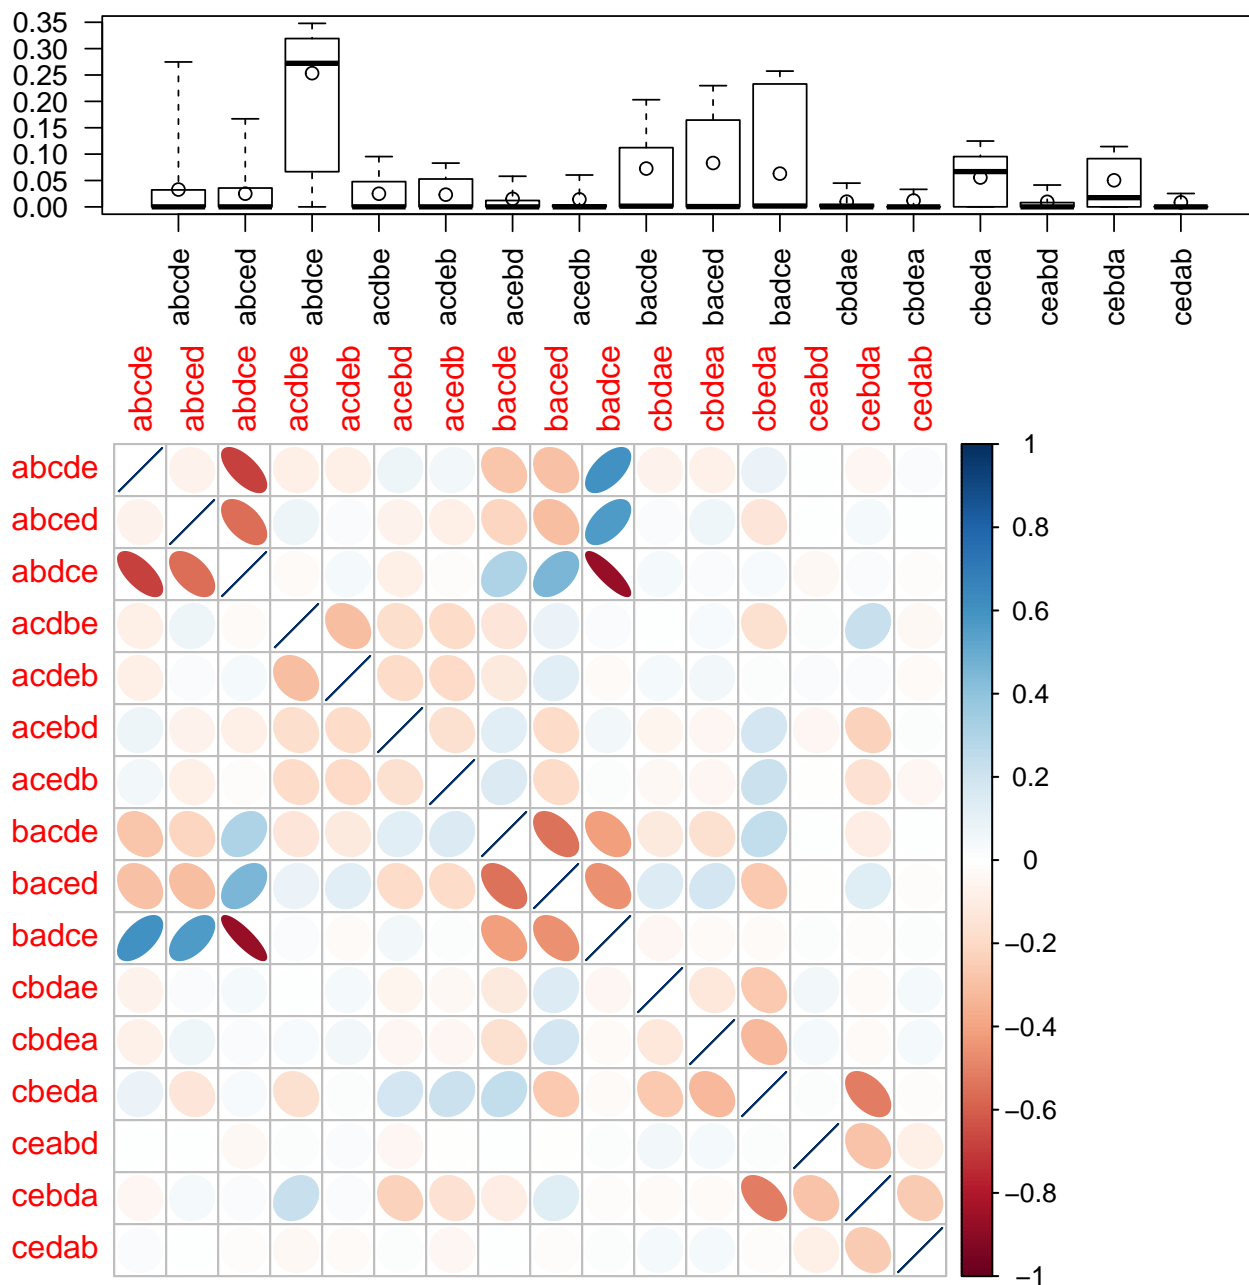 0.35
0.30
0.25
0.20
0.15
0.10
0.05
0.00
abcde abced abdce acdbe acdeb acebd acedb bacde baced badce cbdae cbdea cbeda ceabd cebda cedab
abcde abced abdce acdbe acdeb acebd acedb bacde baced badce cbdae cbdea cbeda ceabd cebda cedab
abcde
abced
abdce
acdbe
acdeb
acebd
acedb
bacde
baced
badce
cbdae
cbdea
cbeda
ceabd
cebda
cedab
1
0.8
0.6
0.4
0.2
0
−0.2
−0.4
−0.6
−0.8
−1